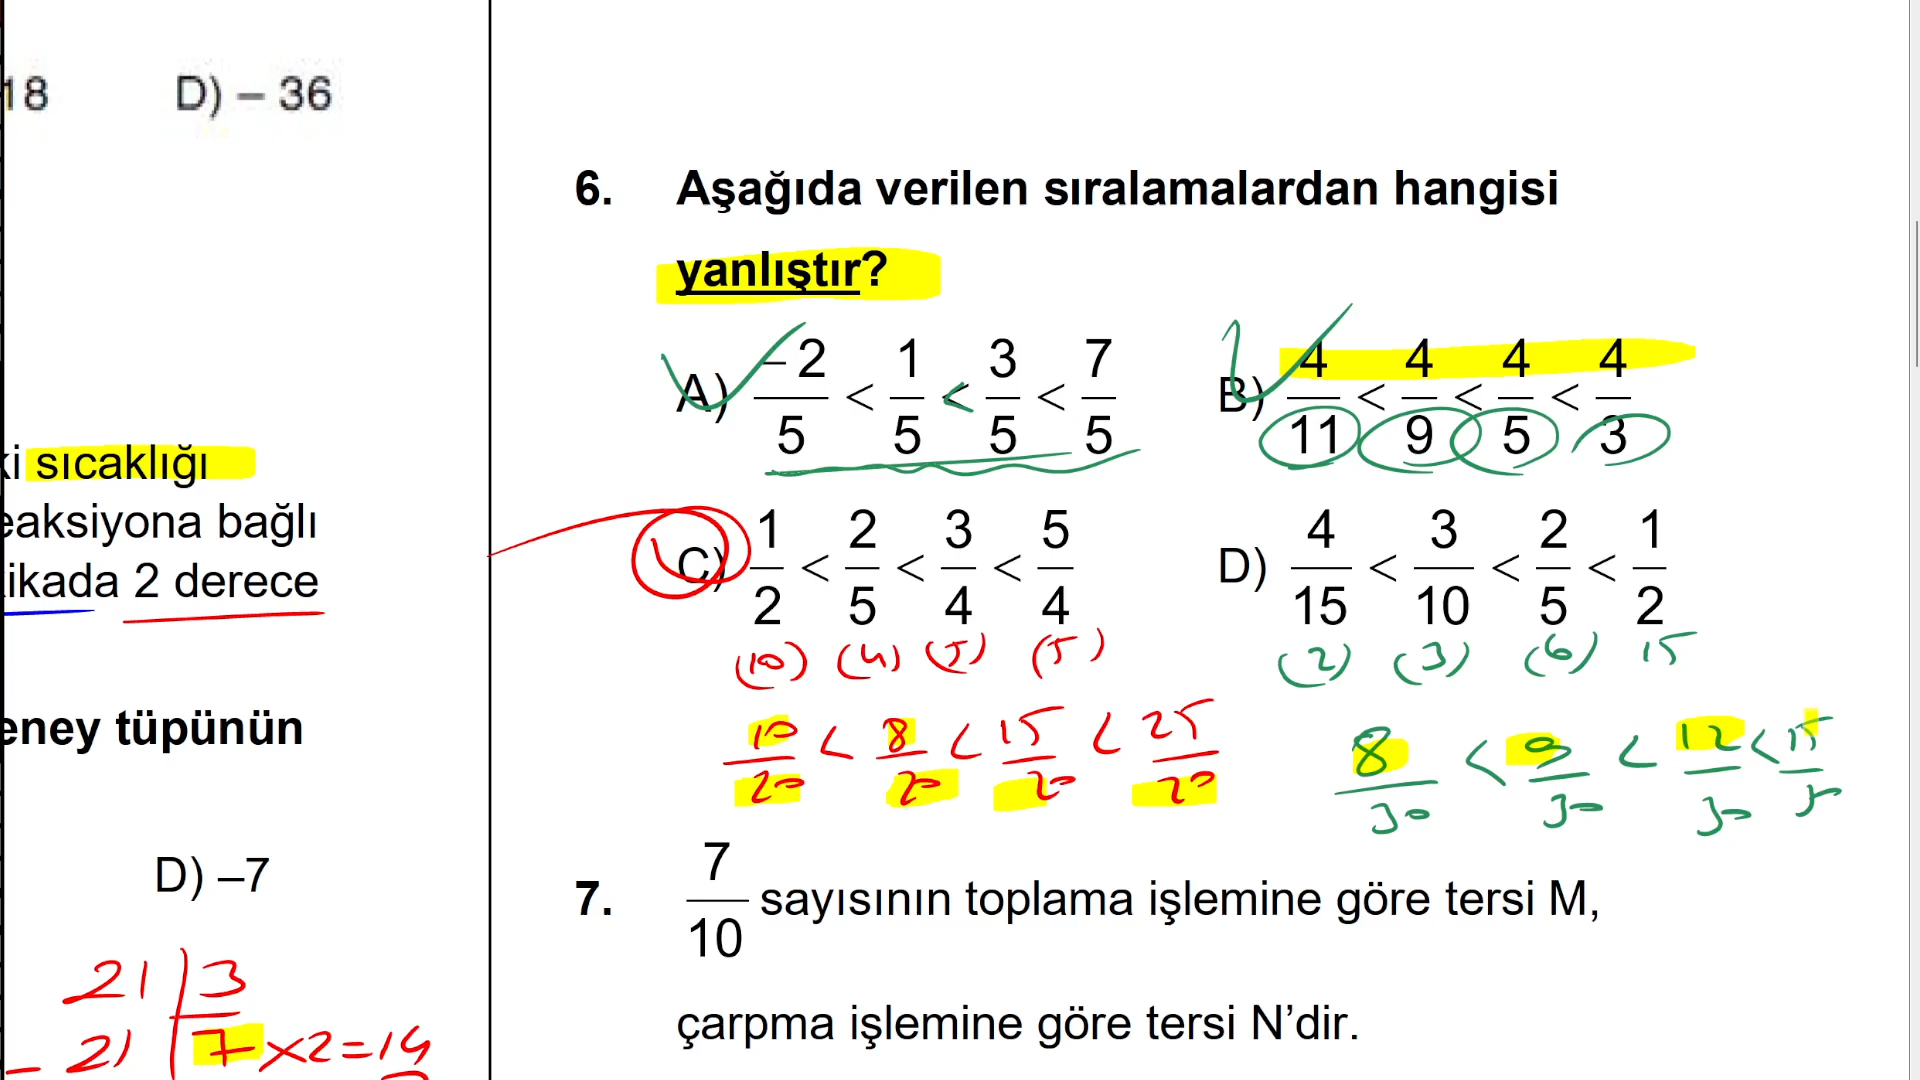 18 D) – 36
ki sıcaklığı
eaksiyona bağlı
ikada 2 derece
eney tüpünün
D) –7
21 | 3
– 21 | 7 x2=14
6. Aşağıda verilen sıralamalardan hangisi
yanlıştır?
A) –2/5 < 1/5 < 3/5 < 7/5 B) 4/11 < 4/9 < 4/5 < 4/3
C) 1/2 < 2/5 < 3/4 < 5/4 D) 4/15 < 3/10 < 2/5 < 1/2
(10) (4) (5) (5) (2) (3) (6) 15
10/20 < 8/20 < 15/20 < 25/20 8/30 < 9/30 < 12/30 < 15
7. 7/10 sayısının toplama işlemine göre tersi M,
çarpma işlemine göre tersi N’dir.